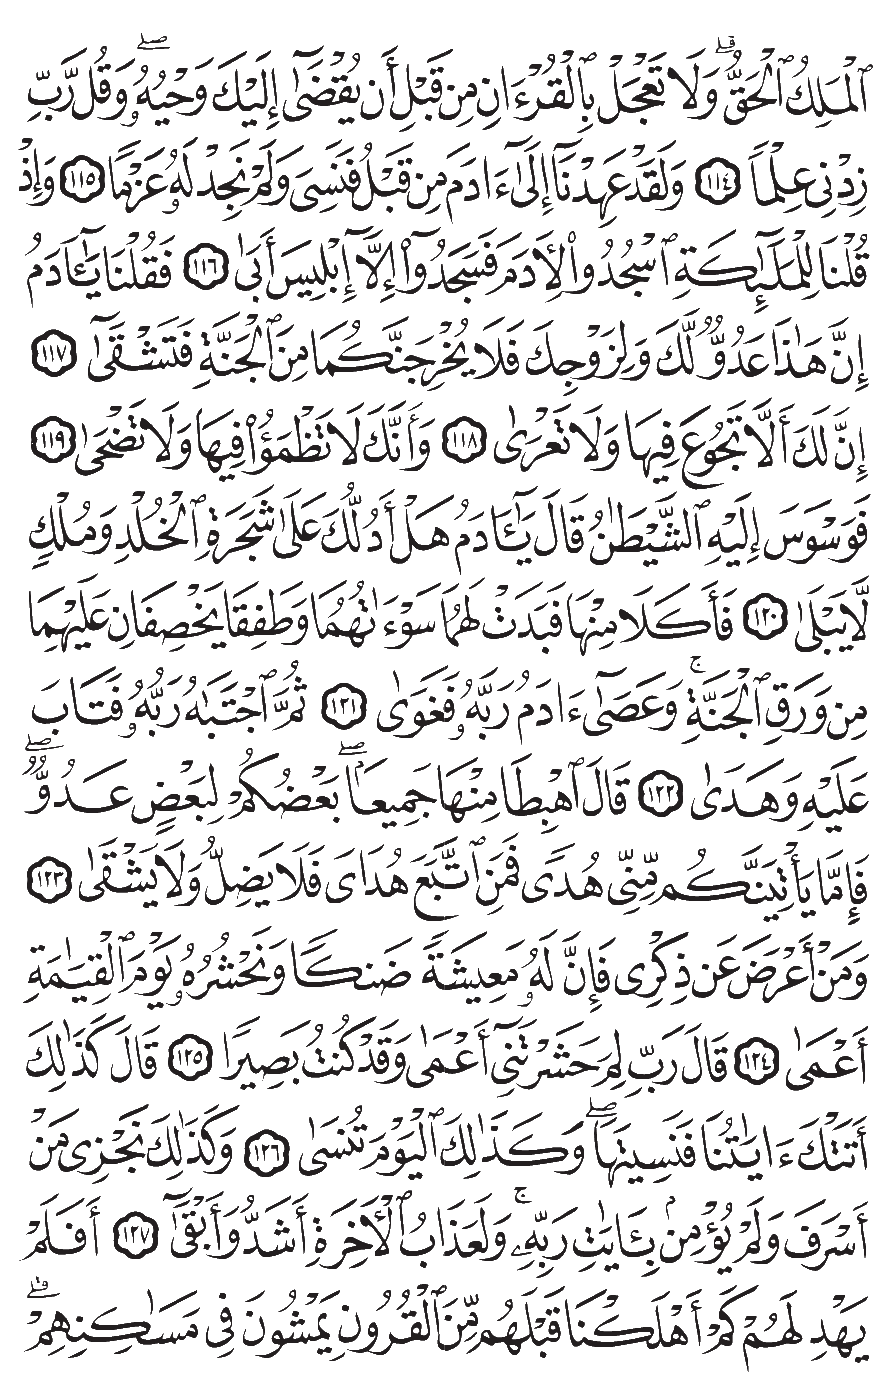 ٱلْمَلِكُ ٱلْحَقُّ ۗ وَلَا تَعْجَلْ بِٱلْقُرْءَانِ مِن قَبْلِ أَن يُقْضَىٰٓ إِلَيْكَ وَحْيُهُۥ ۖ وَقُل رَّبِّ
زِدْنِى عِلْمًا ١١٤ وَلَقَدْ عَهِدْنَآ إِلَىٰٓ ءَادَمَ مِن قَبْلُ فَنَسِىَ وَلَمْ نَجِدْ لَهُۥ عَزْمًا ١١٥ وَإِذْ
قُلْنَا لِلْمَلَـٰٓئِكَةِ ٱسْجُدُوا۟ لِـَٔادَمَ فَسَجَدُوٓا۟ إِلَّآ إِبْلِيسَ أَبَىٰ ١١٦ فَقُلْنَا يَـٰٓـَٔادَمُ
إِنَّ هَـٰذَا عَدُوٌّ لَّكَ وَلِزَوْجِكَ فَلَا يُخْرِجَنَّكُمَا مِنَ ٱلْجَنَّةِ فَتَشْقَىٰٓ ١١٧
إِنَّ لَكَ أَلَّا تَجُوعَ فِيهَا وَلَا تَعْرَىٰ ١١٨ وَأَنَّكَ لَا تَظْمَؤُا۟ فِيهَا وَلَا تَضْحَىٰ ١١٩
فَوَسْوَسَ إِلَيْهِ ٱلشَّيْطَـٰنُ قَالَ يَـٰٓـَٔادَمُ هَلْ أَدُلُّكَ عَلَىٰ شَجَرَةِ ٱلْخُلْدِ وَمُلْكٍ
لَّا يَبْلَىٰ ١٢٠ فَأَكَلَا مِنْهَا فَبَدَتْ لَهُمَا سَوْءَٰتُهُمَا وَطَفِقَا يَخْصِفَانِ عَلَيْهِمَا
مِن وَرَقِ ٱلْجَنَّةِ ۚ وَعَصَىٰٓ ءَادَمُ رَبَّهُۥ فَغَوَىٰ ١٢١ ثُمَّ ٱجْتَبَـٰهُ رَبُّهُۥ فَتَابَ
عَلَيْهِ وَهَدَىٰ ١٢٢ قَالَ ٱهْبِطَا مِنْهَا جَمِيعًۢا ۖ بَعْضُكُمْ لِبَعْضٍ عَدُوٌّ ۖ
فَإِمَّا يَأْتِيَنَّكُم مِّنِّى هُدًى فَمَنِ ٱتَّبَعَ هُدَاىَ فَلَا يَضِلُّ وَلَا يَشْقَىٰ ١٢٣
وَمَنْ أَعْرَضَ عَن ذِكْرِى فَإِنَّ لَهُۥ مَعِيشَةً ضَنكًا وَنَحْشُرُهُۥ يَوْمَ ٱلْقِيَـٰمَةِ
أَعْمَىٰ ١٢٤ قَالَ رَبِّ لِمَ حَشَرْتَنِىٓ أَعْمَىٰ وَقَدْ كُنتُ بَصِيرًا ١٢٥ قَالَ كَذَٰلِكَ
أَتَتْكَ ءَايَـٰتُنَا فَنَسِيتَهَا ۖ وَكَذَٰلِكَ ٱلْيَوْمَ تُنسَىٰ ١٢٦ وَكَذَٰلِكَ نَجْزِى مَنْ
أَسْرَفَ وَلَمْ يُؤْمِنۢ بِـَٔايَـٰتِ رَبِّهِۦ ۚ وَلَعَذَابُ ٱلْـَٔاخِرَةِ أَشَدُّ وَأَبْقَىٰٓ ١٢٧ أَفَلَمْ
يَهْدِ لَهُمْ كَمْ أَهْلَكْنَا قَبْلَهُم مِّنَ ٱلْقُرُونِ يَمْشُونَ فِى مَسَـٰكِنِهِمْ ۗ